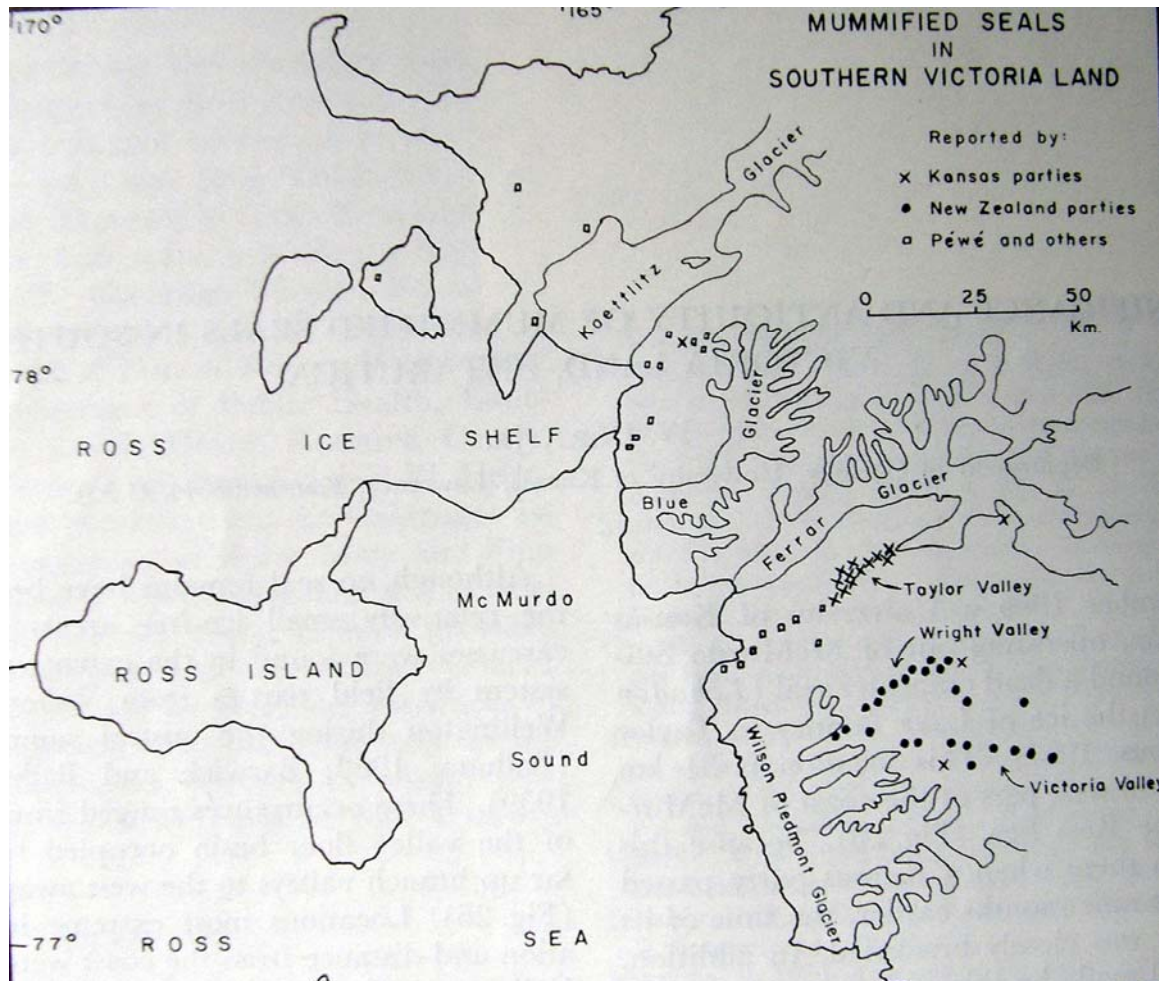 170°
165°
MUMMIFIED SEALS
IN
SOUTHERN VICTORIA LAND
Reported by:
x Kansas parties
● New Zealand parties
□ Péwé and others
0 25 50
Km.
Glacier
Koettlitz
78°
Glacier
ROSS ICE SHELF
Glacier
Blue
Ferrar
Taylor Valley
McMurdo
Wright Valley
ROSS ISLAND
Sound
Victoria Valley
Wilson Piedmont Glacier
77° ROSS SEA